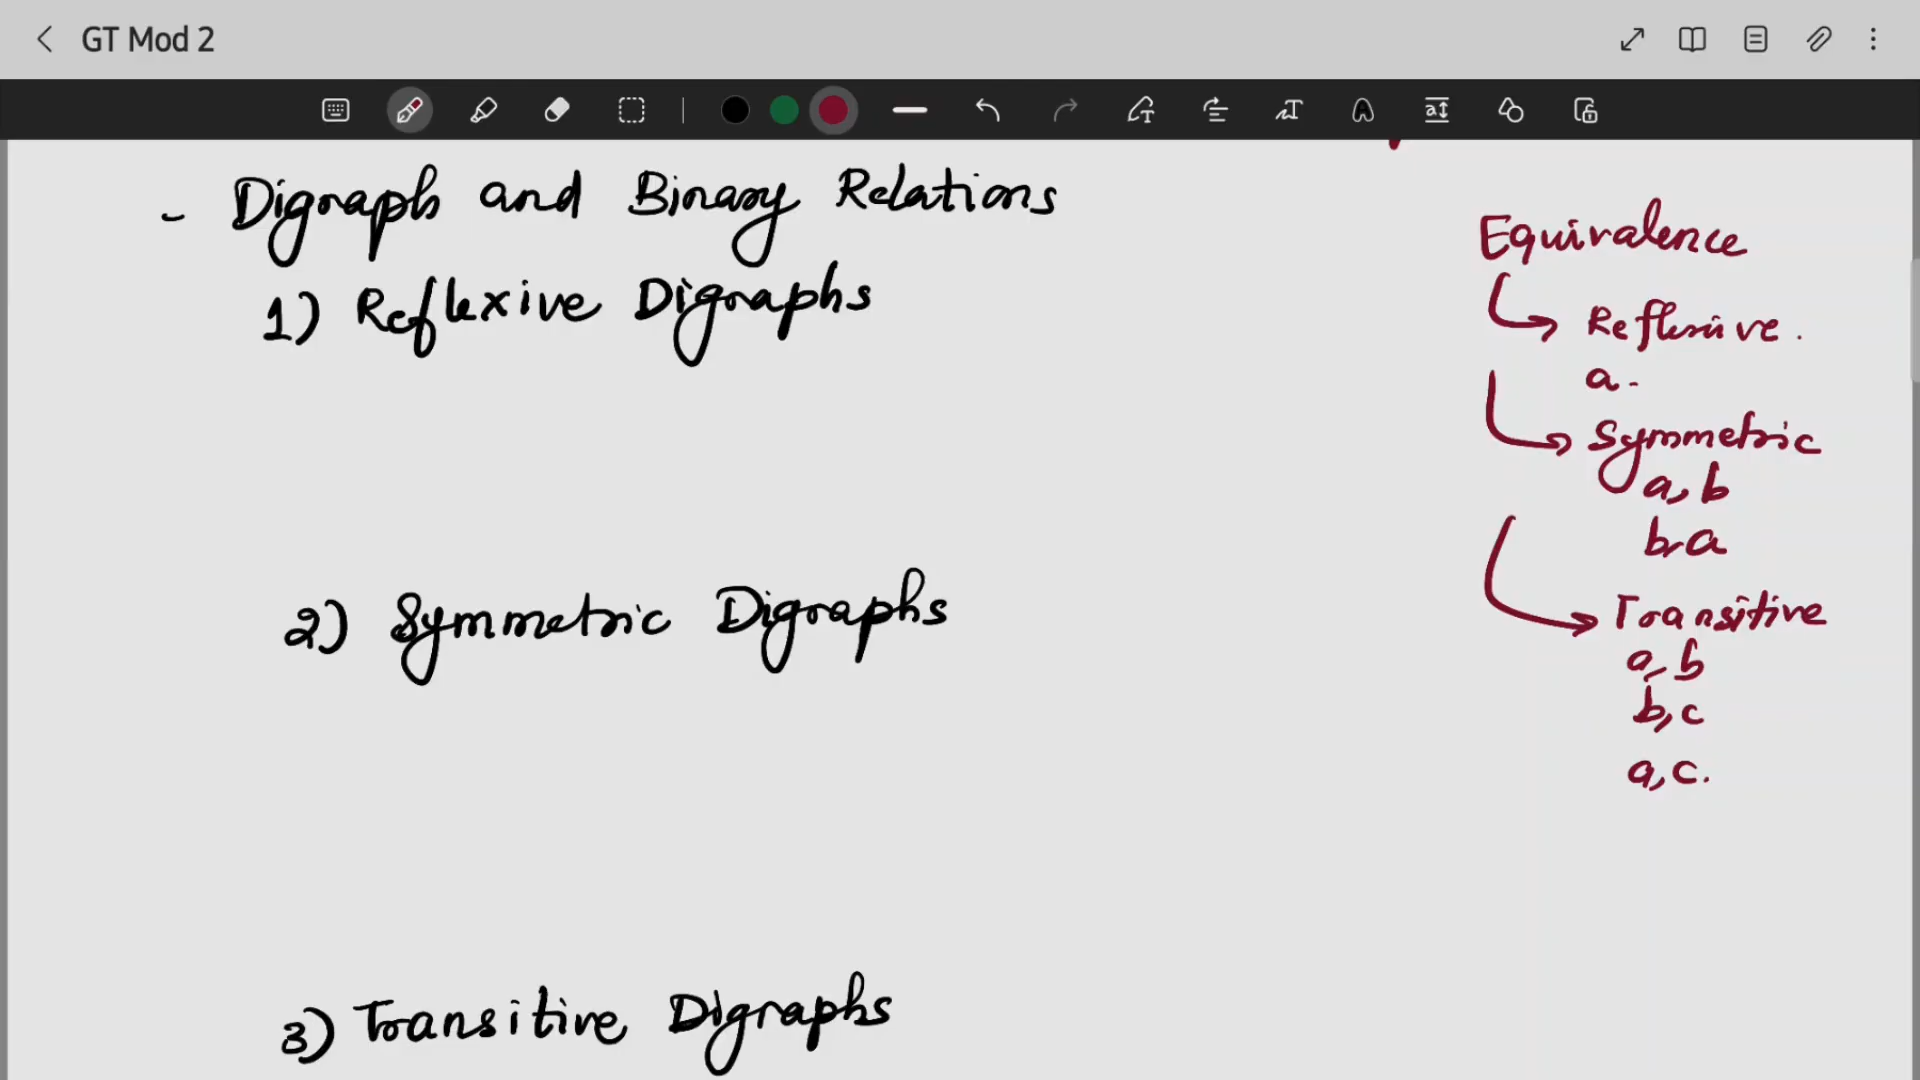 GT Mod 2
- Digraph and Binary Relations
1) Reflexive Digraphs
2) Symmetric Digraphs
3) Transitive Digraphs
Equivalence
Reflexive.
a.
Symmetric
a, b
b, a
Transitive
a, b
b, c
a, c.